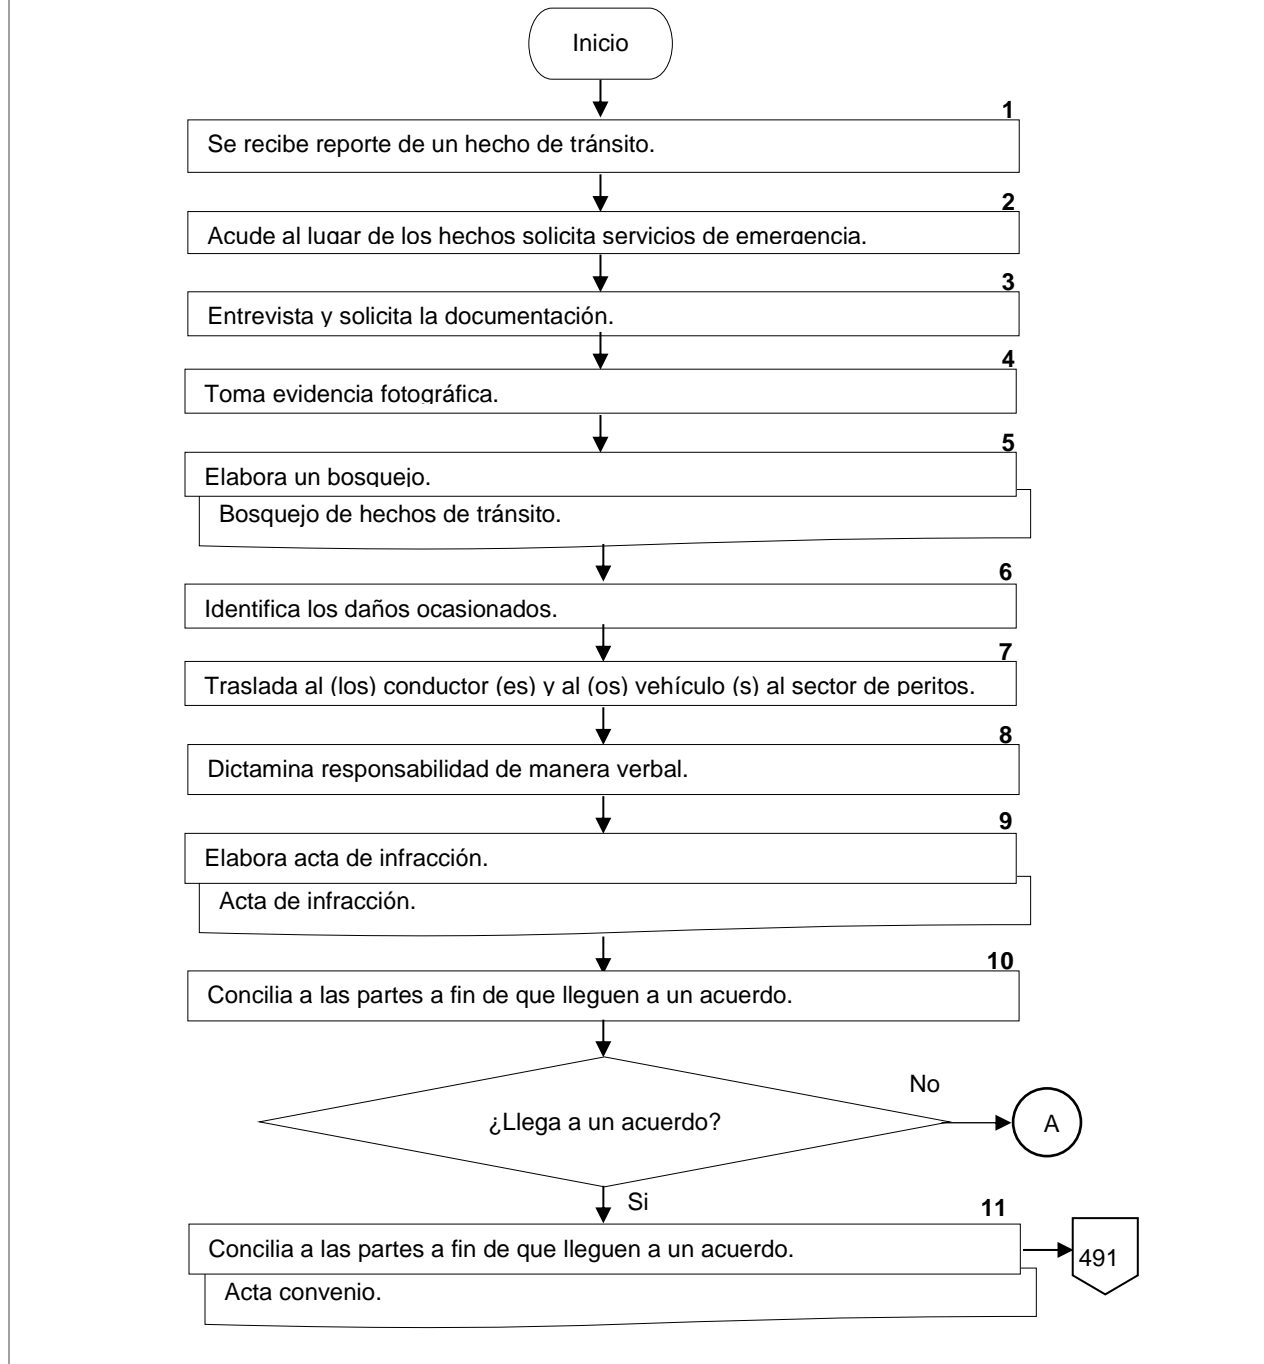 Inicio
1
Se recibe reporte de un hecho de tránsito.
2
Acude al lugar de los hechos solicita servicios de emergencia.
3
Entrevista y solicita la documentación.
4
Toma evidencia fotográfica.
5
Elabora un bosquejo.
Bosquejo de hechos de tránsito.
6
Identifica los daños ocasionados.
7
Traslada al (los) conductor (es) y al (os) vehículo (s) al sector de peritos.
8
Dictamina responsabilidad de manera verbal.
9
Elabora acta de infracción.
Acta de infracción.
10
Concilia a las partes a fin de que lleguen a un acuerdo.
No
¿Llega a un acuerdo?
A
Si
11
Concilia a las partes a fin de que lleguen a un acuerdo.
491
Acta convenio.